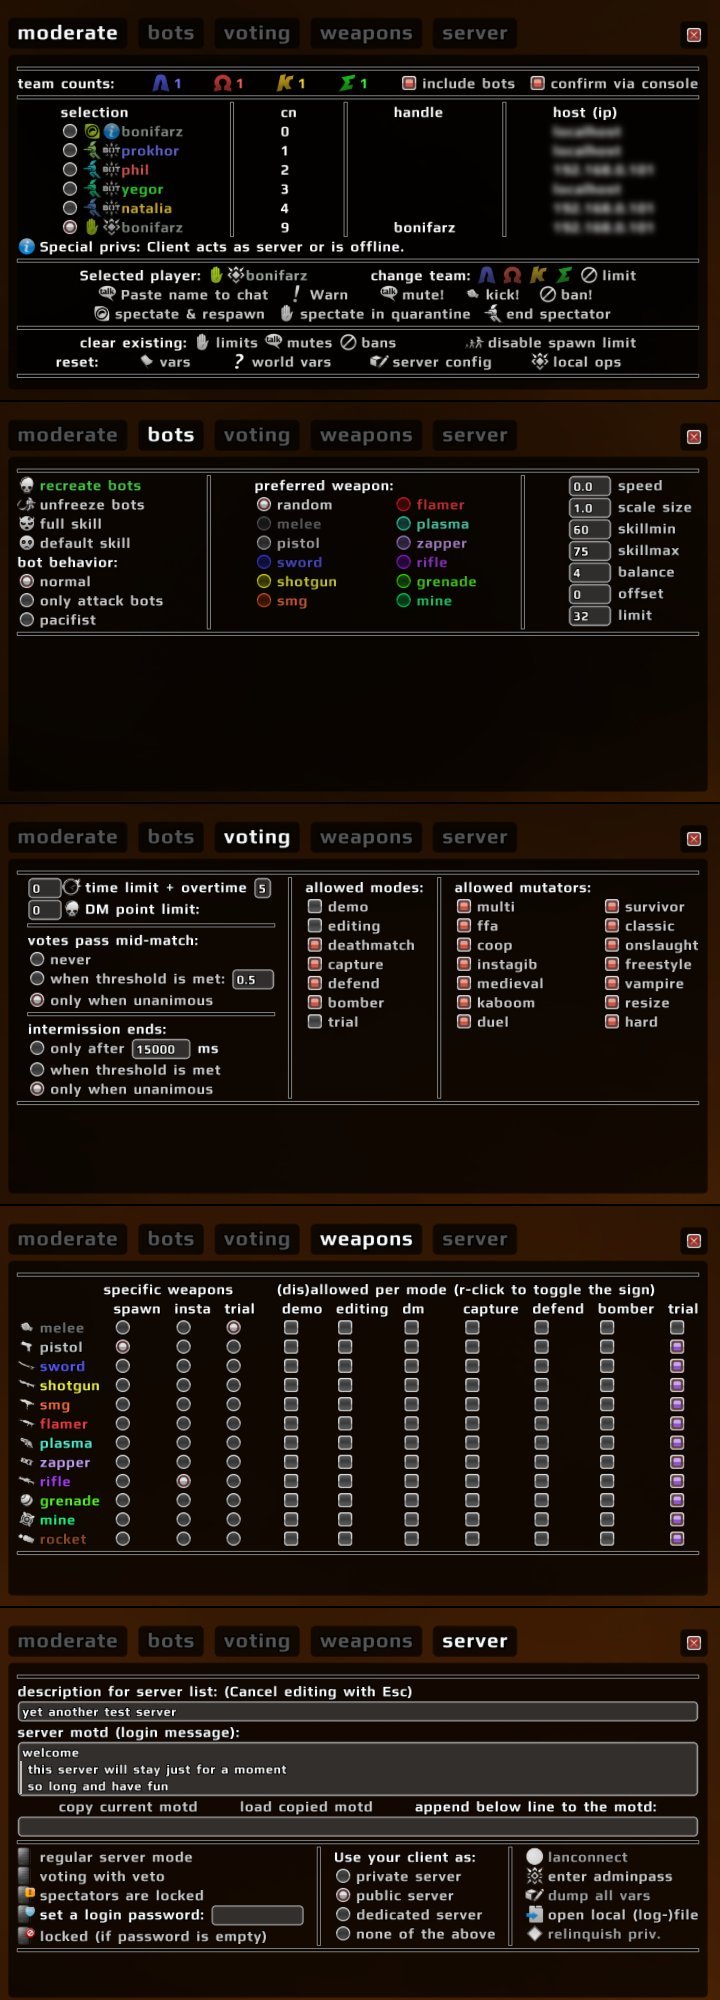 moderate bots voting weapons server
team counts: Λ 1 Ω 1 K 1 Σ 1 include bots confirm via console
selection cn handle host (ip)
bonifarz 0
BOT prokhor 1
BOT phil 2
BOT yegor 3
BOT natalia 4
bonifarz 9 bonifarz
Special privs: Client acts as server or is offline.
Selected player: bonifarz change team: Λ Ω K Σ limit
talk Paste name to chat ! Warn talk mute! kick! ban!
spectate & respawn spectate in quarantine end spectator
clear existing: limits talk mutes bans disable spawn limit
reset: vars ? world vars server config local ops
moderate bots voting weapons server
recreate bots preferred weapon: 0.0 speed
unfreeze bots random flamer 1.0 scale size
full skill melee plasma 60 skillmin
default skill pistol zapper 75 skillmax
bot behavior: sword rifle 4 balance
normal shotgun grenade 0 offset
only attack bots smg mine 32 limit
pacifist
moderate bots voting weapons server
0 time limit + overtime 5 allowed modes: allowed mutators:
0 DM point limit: demo multi survivor
editing ffa classic
votes pass mid-match: deathmatch coop onslaught
never capture instagib freestyle
when threshold is met: 0.5 defend medieval vampire
only when unanimous bomber kaboom resize
intermission ends: trial duel hard
only after 15000 ms
when threshold is met
only when unanimous
moderate bots voting weapons server
specific weapons (dis)allowed per mode (r-click to toggle the sign)
spawn insta trial demo editing dm capture defend bomber trial
melee
pistol
sword
shotgun
smg
flamer
plasma
zapper
rifle
grenade
mine
rocket
moderate bots voting weapons server
description for server list: (Cancel editing with Esc)
yet another test server
server motd (login message):
welcome
this server will stay just for a moment
so long and have fun
copy current motd load copied motd append below line to the motd:
regular server mode Use your client as: lanconnect
voting with veto private server enter adminpass
spectators are locked public server dump all vars
set a login password: dedicated server open local (log-)file
locked (if password is empty) none of the above relinquish priv.